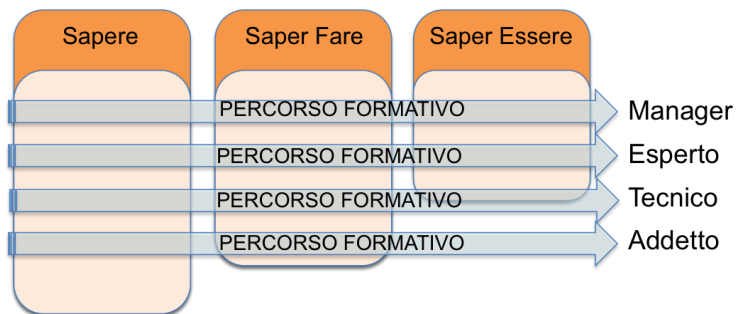 Sapere
Saper Fare
Saper Essere
PERCORSO FORMATIVO
Manager
PERCORSO FORMATIVO
Esperto
PERCORSO FORMATIVO
Tecnico
PERCORSO FORMATIVO
Addetto